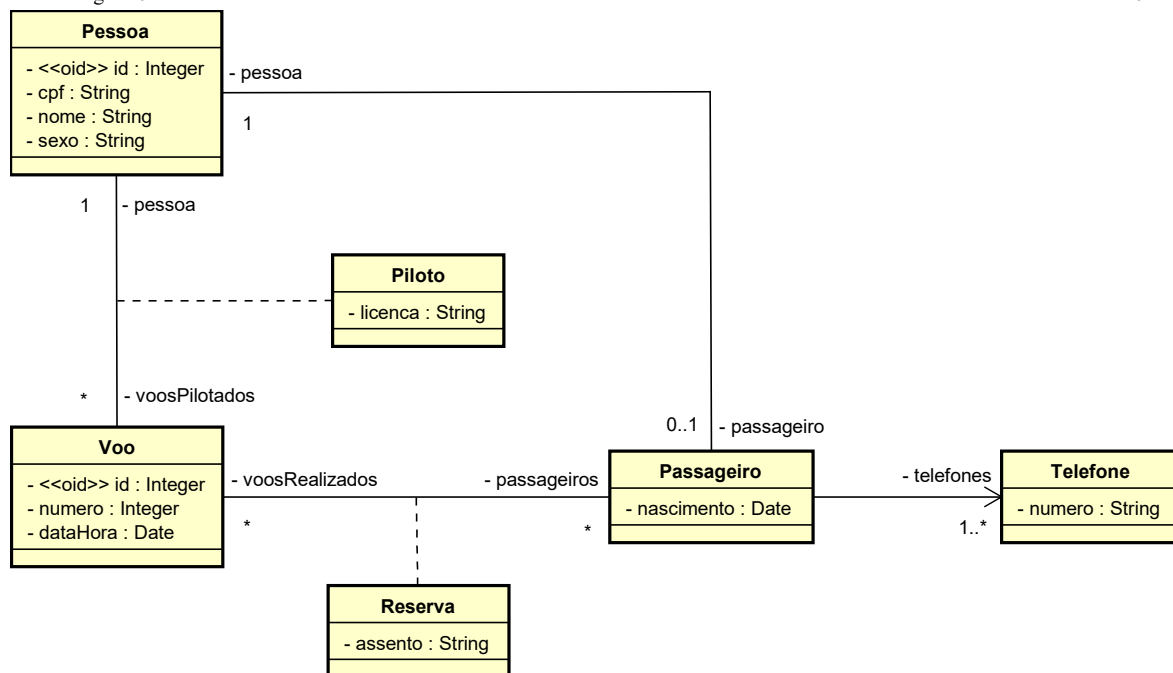 Pessoa
- <<oid>> id : Integer
- cpf : String
- nome : String
- sexo : String
- pessoa
1
1
- pessoa
Piloto
- licenca : String
*
- voosPilotados
0..1
- passageiro
Voo
- <<oid>> id : Integer
- numero : Integer
- dataHora : Date
- voosRealizados
*
- passageiros
*
Passageiro
- nascimento : Date
- telefones
1..*
Telefone
- numero : String
Reserva
- assento : String